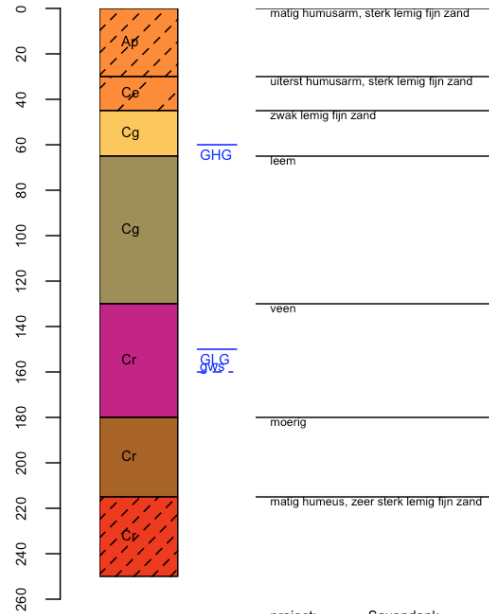 0
matig humusarm, sterk lemig fijn zand
Ap
20
uiterst humusarm, sterk lemig fijn zand
Ce
40
zwak lemig fijn zand
Cg
60
GHG
leem
80
Cg
100
120
veen
140
Cr
GLG
gws
160
180
moerig
Cr
200
matig humeus, zeer sterk lemig fijn zand
220
Cr
240
260